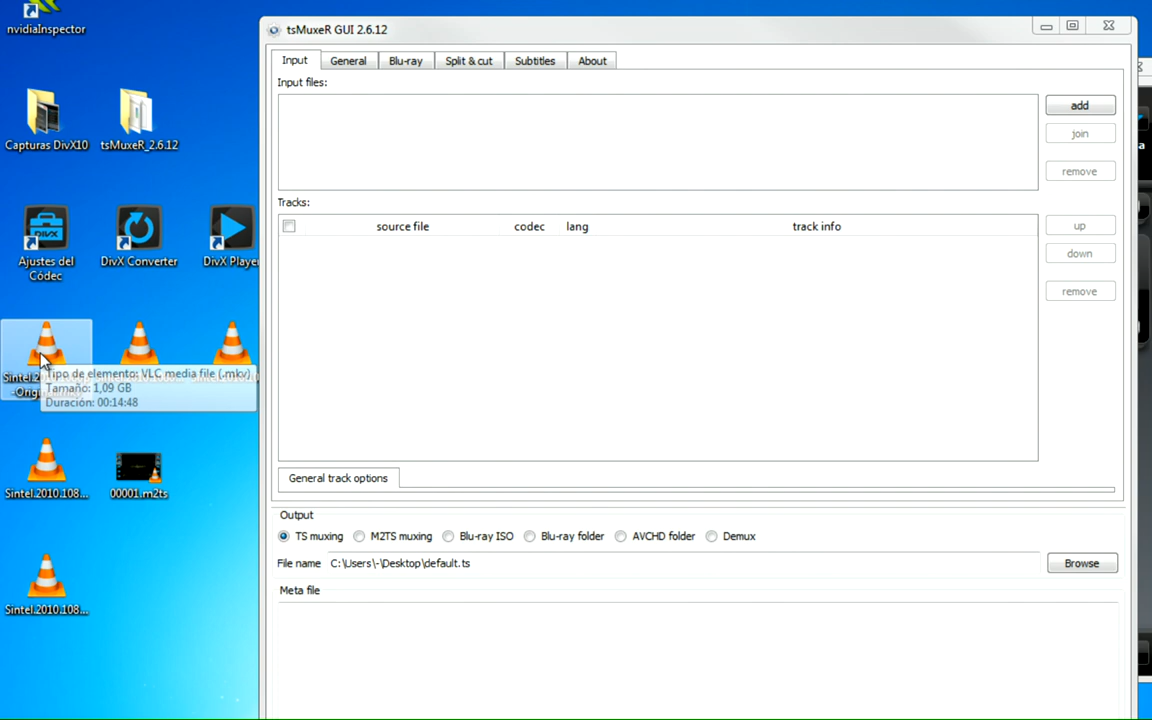 nvidiaInspector
tsMuxeR GUI 2.6.12
Input General Blu-ray Split & cut Subtitles About
Input files:
add
join
remove
Capturas DivX10 tsMuxeR_2.6.12
Tracks:
source file codec lang track info
up
down
remove
Ajustes del
Códec
DivX Converter
DivX Player
Tipo de elemento: VLC media file (.mkv)
Tamaño: 1,09 GB
Duración: 00:14:48
Sintel.2010.108...
00001.m2ts
General track options
Output
TS muxing M2TS muxing Blu-ray ISO Blu-ray folder AVCHD folder Demux
File name C:\Users\-\Desktop\default.ts Browse
Meta file
Sintel.2010.108...